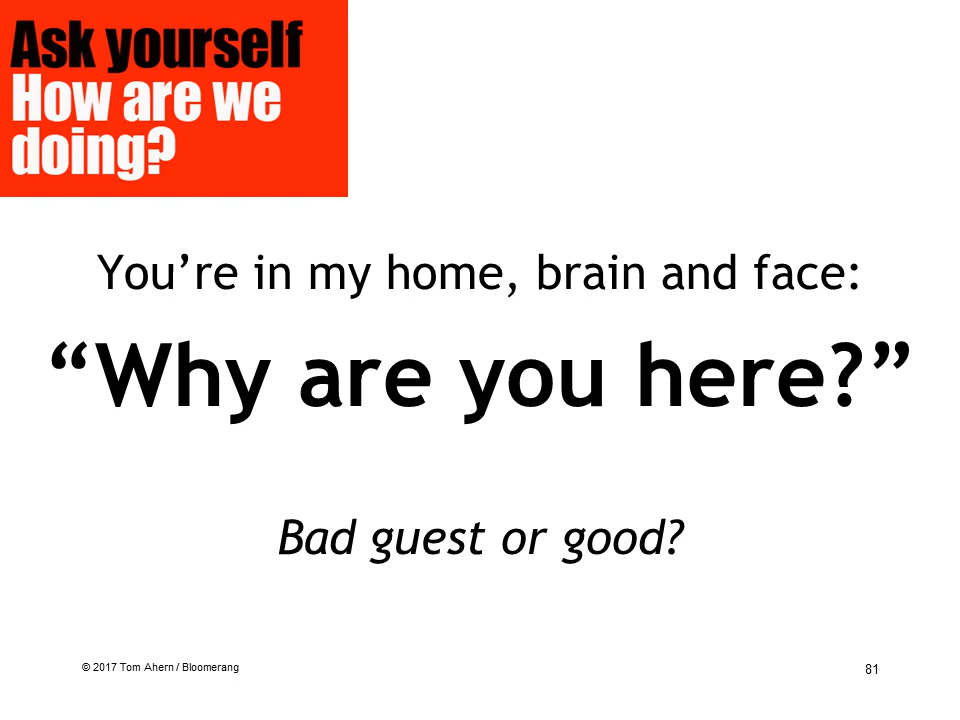 Ask yourself
How are we
doing?
You’re in my home, brain and face:
“Why are you here?”
Bad guest or good?
© 2017 Tom Ahern / Bloomerang
81